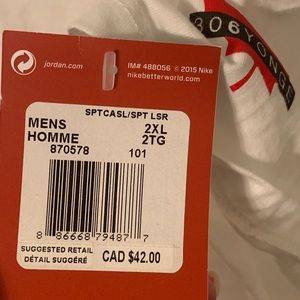 jordan.com
IM# 488056 © 2015 Nike
nikebetterworld.com
306YONGE
SPTCASL/SPT LSR
MENS 2XL
HOMME 2TG
870578 101
8 86668 79487 7
SUGGESTED RETAIL
DÉTAIL SUGGÉRÉ
CAD $42.00